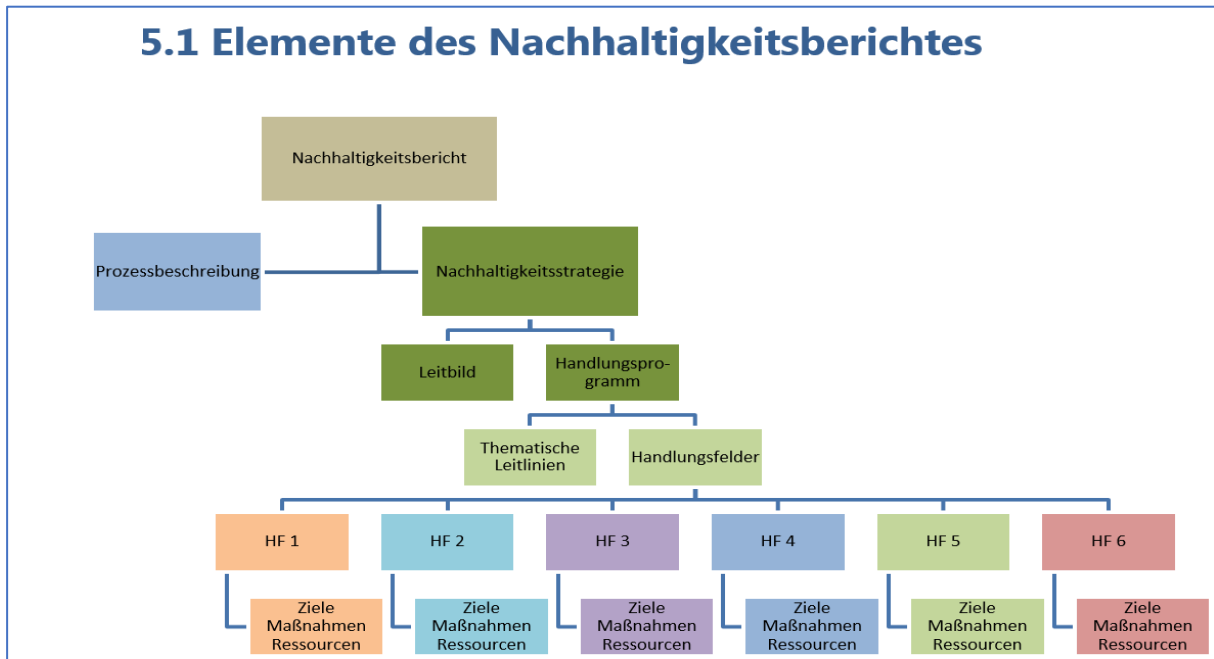 5.1 Elemente des Nachhaltigkeitsberichtes
Nachhaltigkeitsbericht
Prozessbeschreibung
Nachhaltigkeitsstrategie
Leitbild
Handlungspro-
gramm
Thematische
Leitlinien
Handlungsfelder
HF 1
HF 2
HF 3
HF 4
HF 5
HF 6
Ziele
Maßnahmen
Ressourcen
Ziele
Maßnahmen
Ressourcen
Ziele
Maßnahmen
Ressourcen
Ziele
Maßnahmen
Ressourcen
Ziele
Maßnahmen
Ressourcen
Ziele
Maßnahmen
Ressourcen